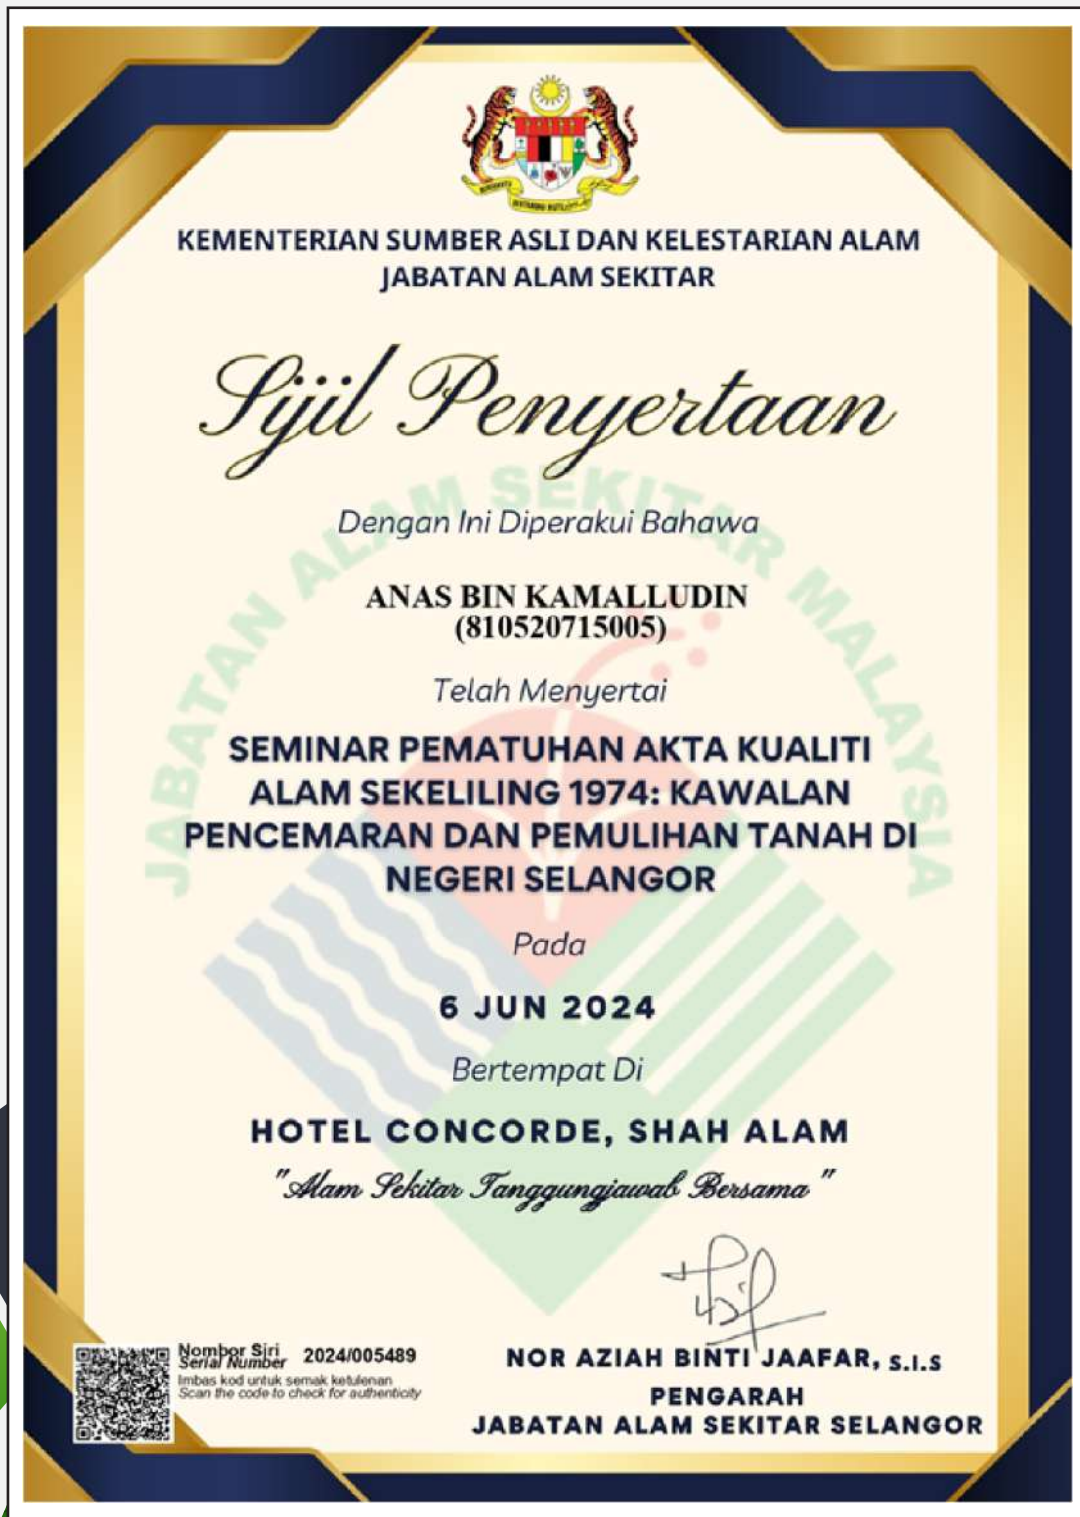 KEMENTERIAN SUMBER ASLI DAN KELESTARIAN ALAM
JABATAN ALAM SEKITAR
Sijil Penyertaan
JABATAN ALAM SEKITAR MALAYSIA
Dengan Ini Diperakui Bahawa
ANAS BIN KAMALLUDIN
(810520715005)
Telah Menyertai
SEMINAR PEMATUHAN AKTA KUALITI
ALAM SEKELILING 1974: KAWALAN
PENCEMARAN DAN PEMULIHAN TANAH DI
NEGERI SELANGOR
Pada
6 JUN 2024
Bertempat Di
HOTEL CONCORDE, SHAH ALAM
"Alam Sekitar Tanggungjawab Bersama"
Nombor Siri
Serial Number 2024/005489
Imbas kod untuk semak ketulenan
Scan the code to check for authenticity
NOR AZIAH BINTI JAAFAR, S.I.S
PENGARAH
JABATAN ALAM SEKITAR SELANGOR